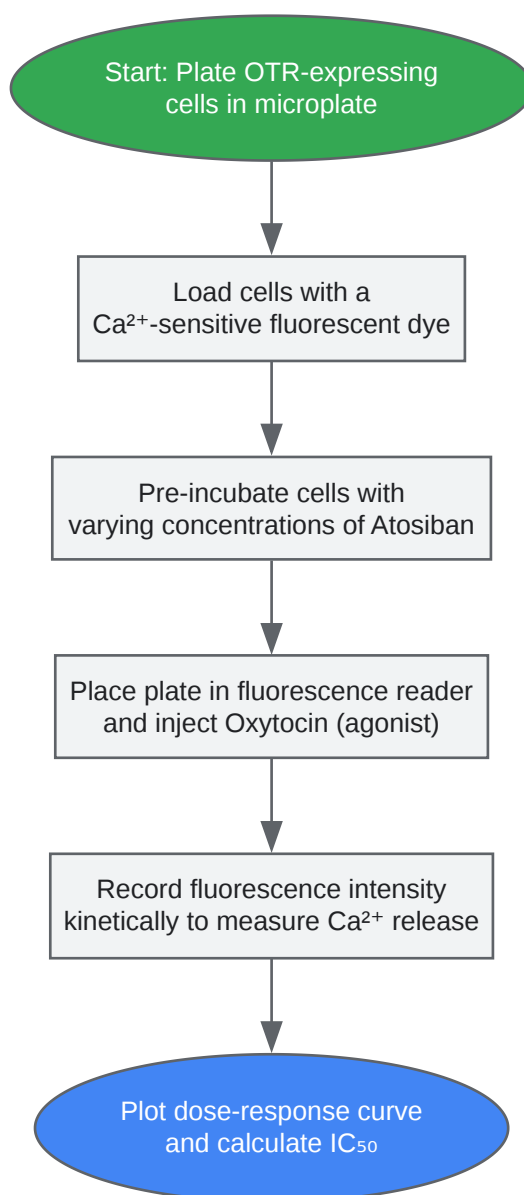 Start: Plate OTR-expressing
cells in microplate
Load cells with a
Ca²⁺-sensitive fluorescent dye
Pre-incubate cells with
varying concentrations of Atosiban
Place plate in fluorescence reader
and inject Oxytocin (agonist)
Record fluorescence intensity
kinetically to measure Ca²⁺ release
Plot dose-response curve
and calculate IC₅₀